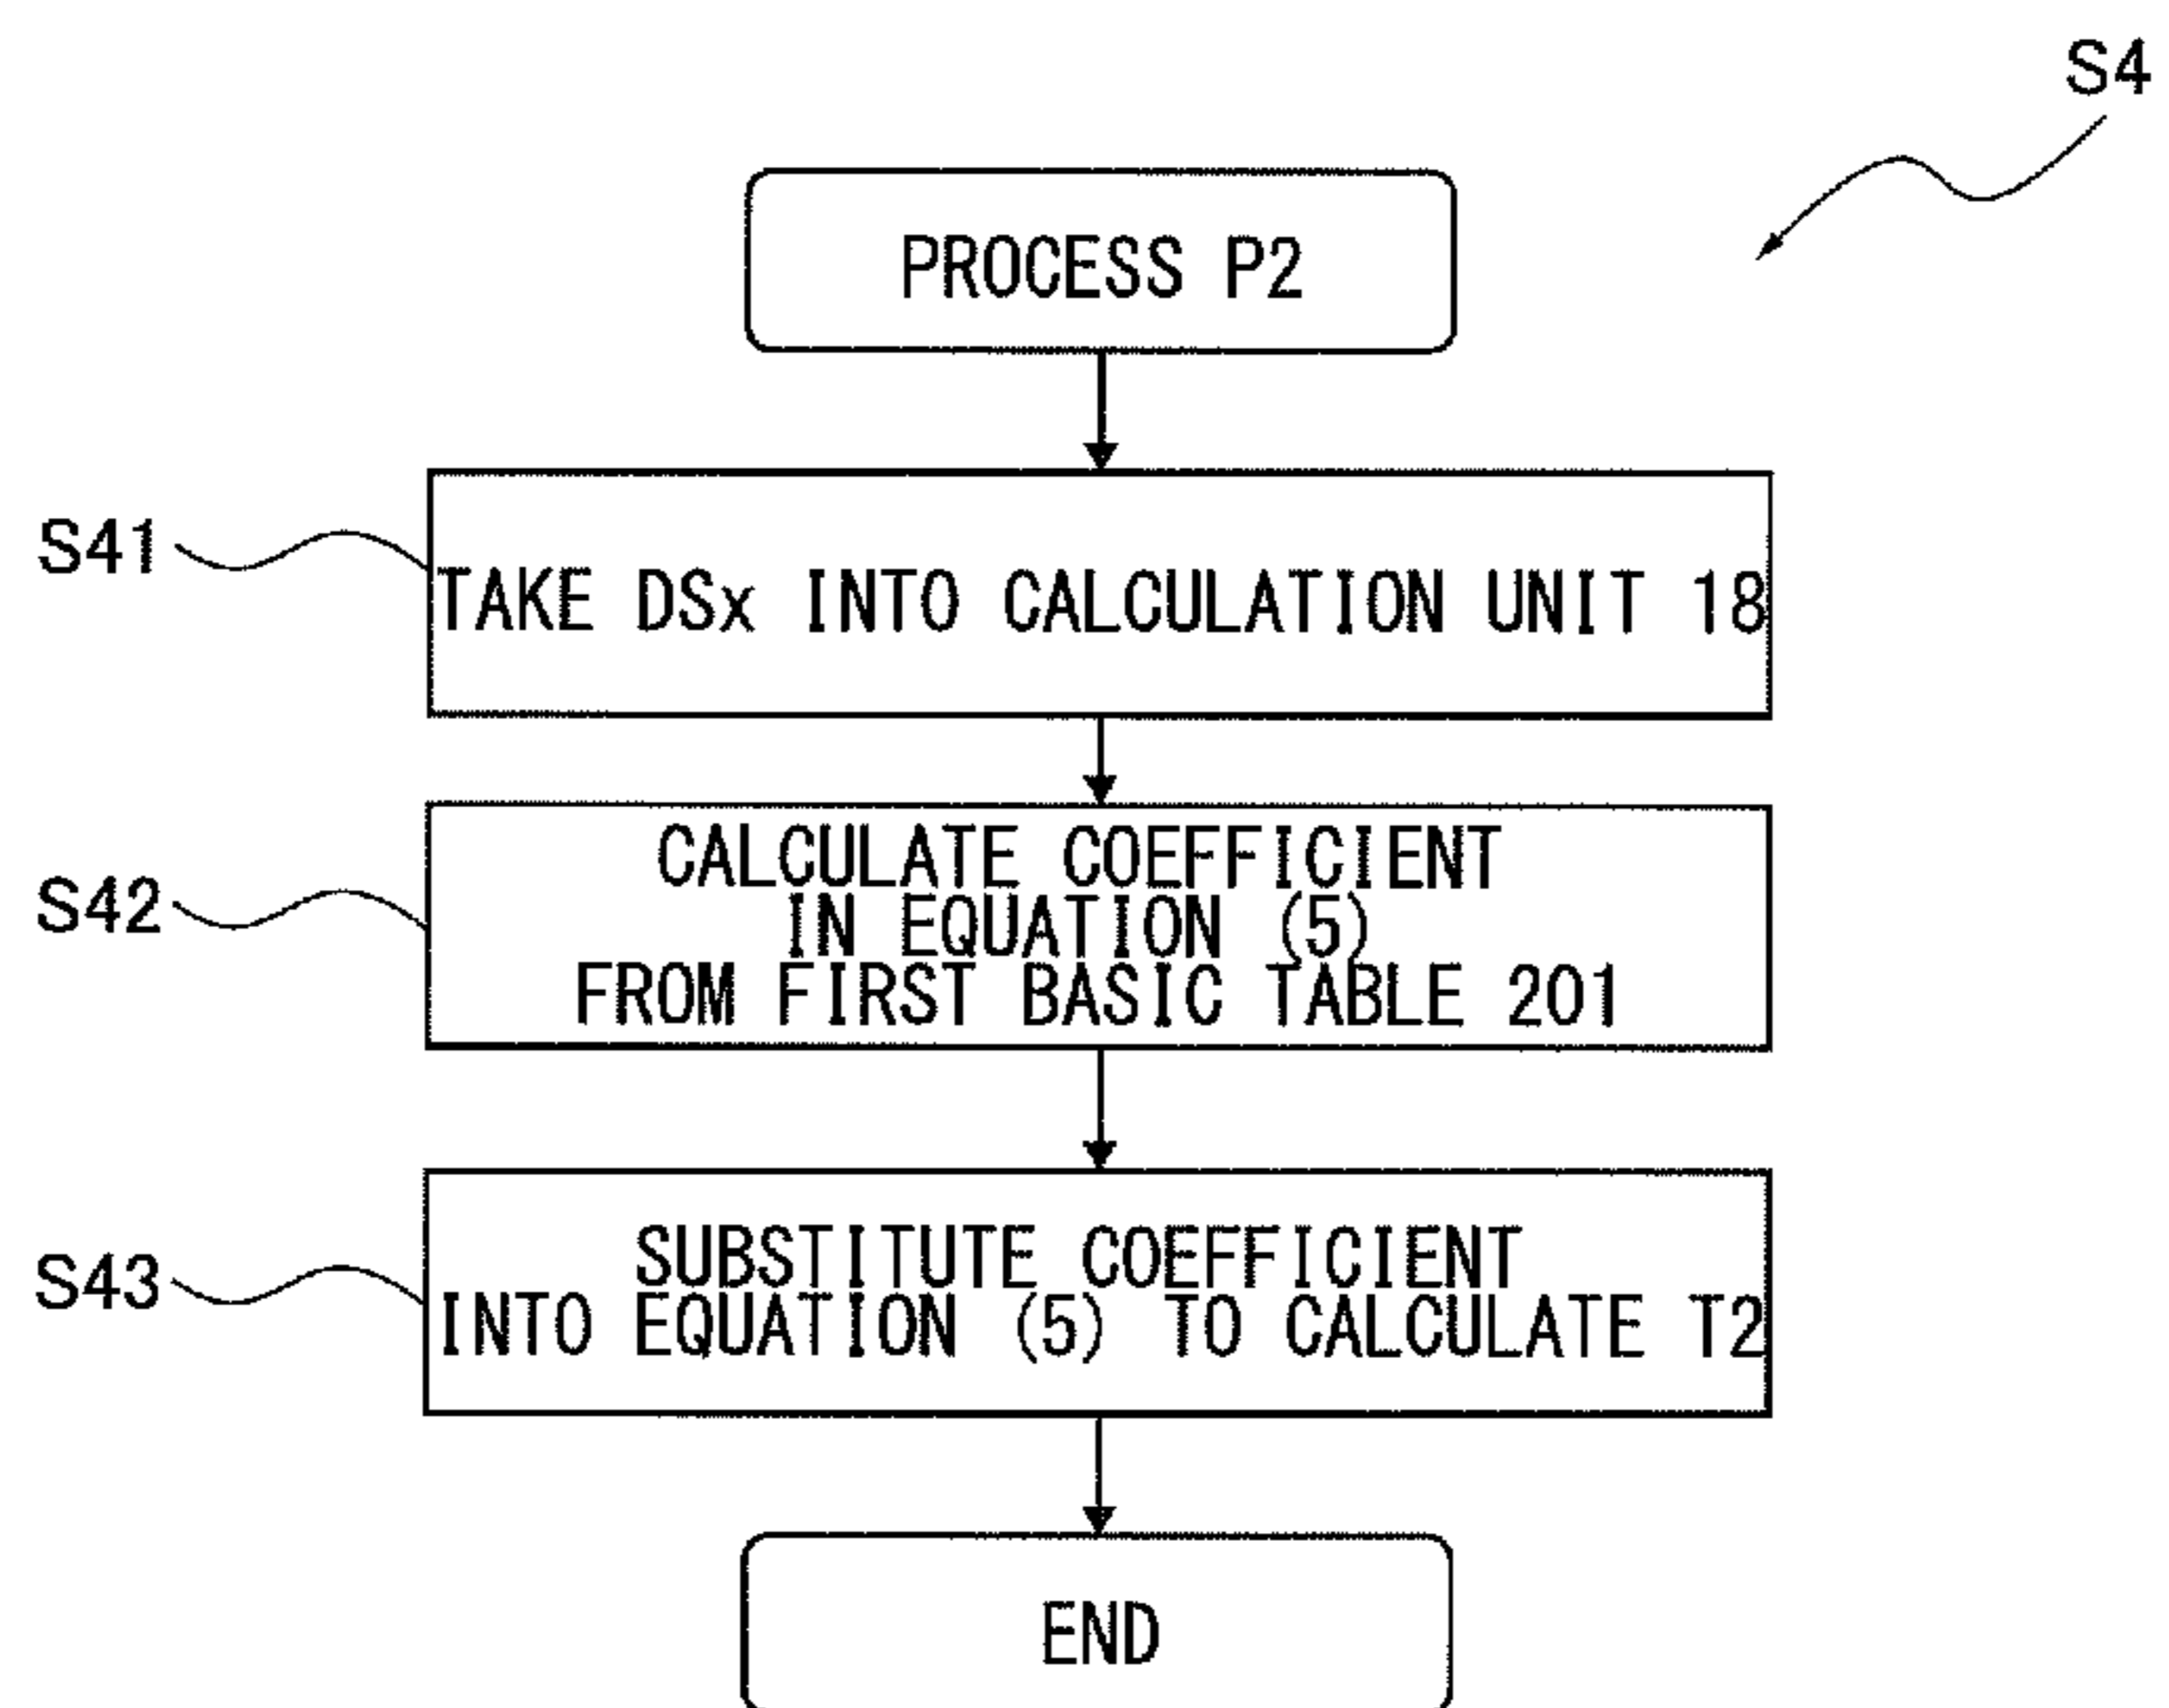 S4
PROCESS P2
S41
TAKE DSx INTO CALCULATION UNIT 18
S42
CALCULATE COEFFICIENT
IN EQUATION (5)
FROM FIRST BASIC TABLE 201
S43
SUBSTITUTE COEFFICIENT
INTO EQUATION (5) TO CALCULATE T2
END